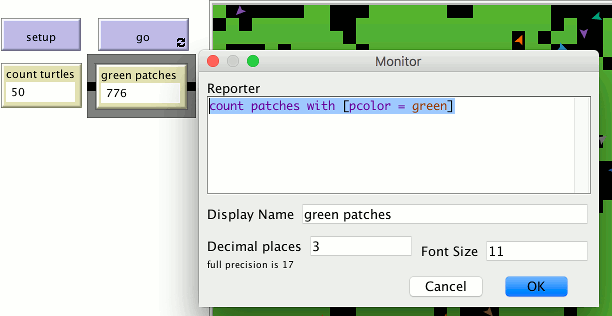 setup
go
count turtles
50
green patches
776
Monitor
Reporter
count patches with [pcolor = green]
Display Name green patches
Decimal places 3 Font Size 11
full precision is 17
Cancel OK